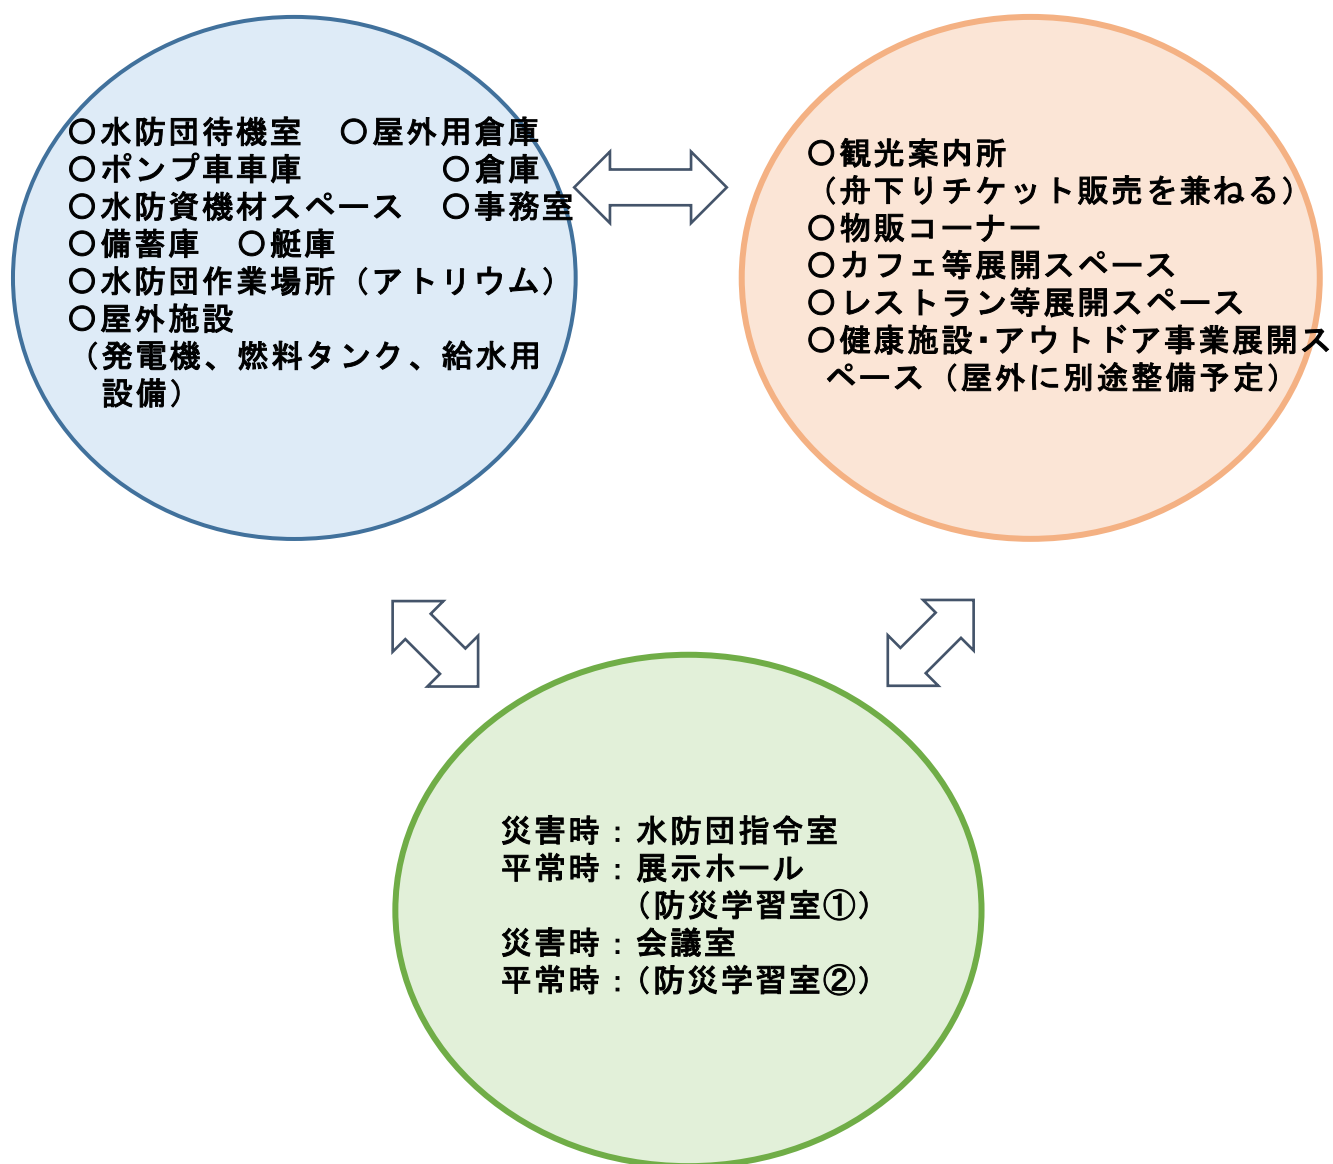 〇水防団待機室　〇屋外用倉庫
〇ポンプ車車庫　　　　〇倉庫
〇水防資機材スペース　〇事務室
〇備蓄庫　〇艇庫
〇水防団作業場所（アトリウム）
〇屋外施設
（発電機、燃料タンク、給水用
設備）
〇観光案内所
（舟下りチケット販売を兼ねる）
〇物販コーナー
〇カフェ等展開スペース
〇レストラン等展開スペース
〇健康施設・アウトドア事業展開ス
ペース（屋外に別途整備予定）
災害時：水防団指令室
平常時：展示ホール
（防災学習室①）
災害時：会議室
平常時：（防災学習室②）